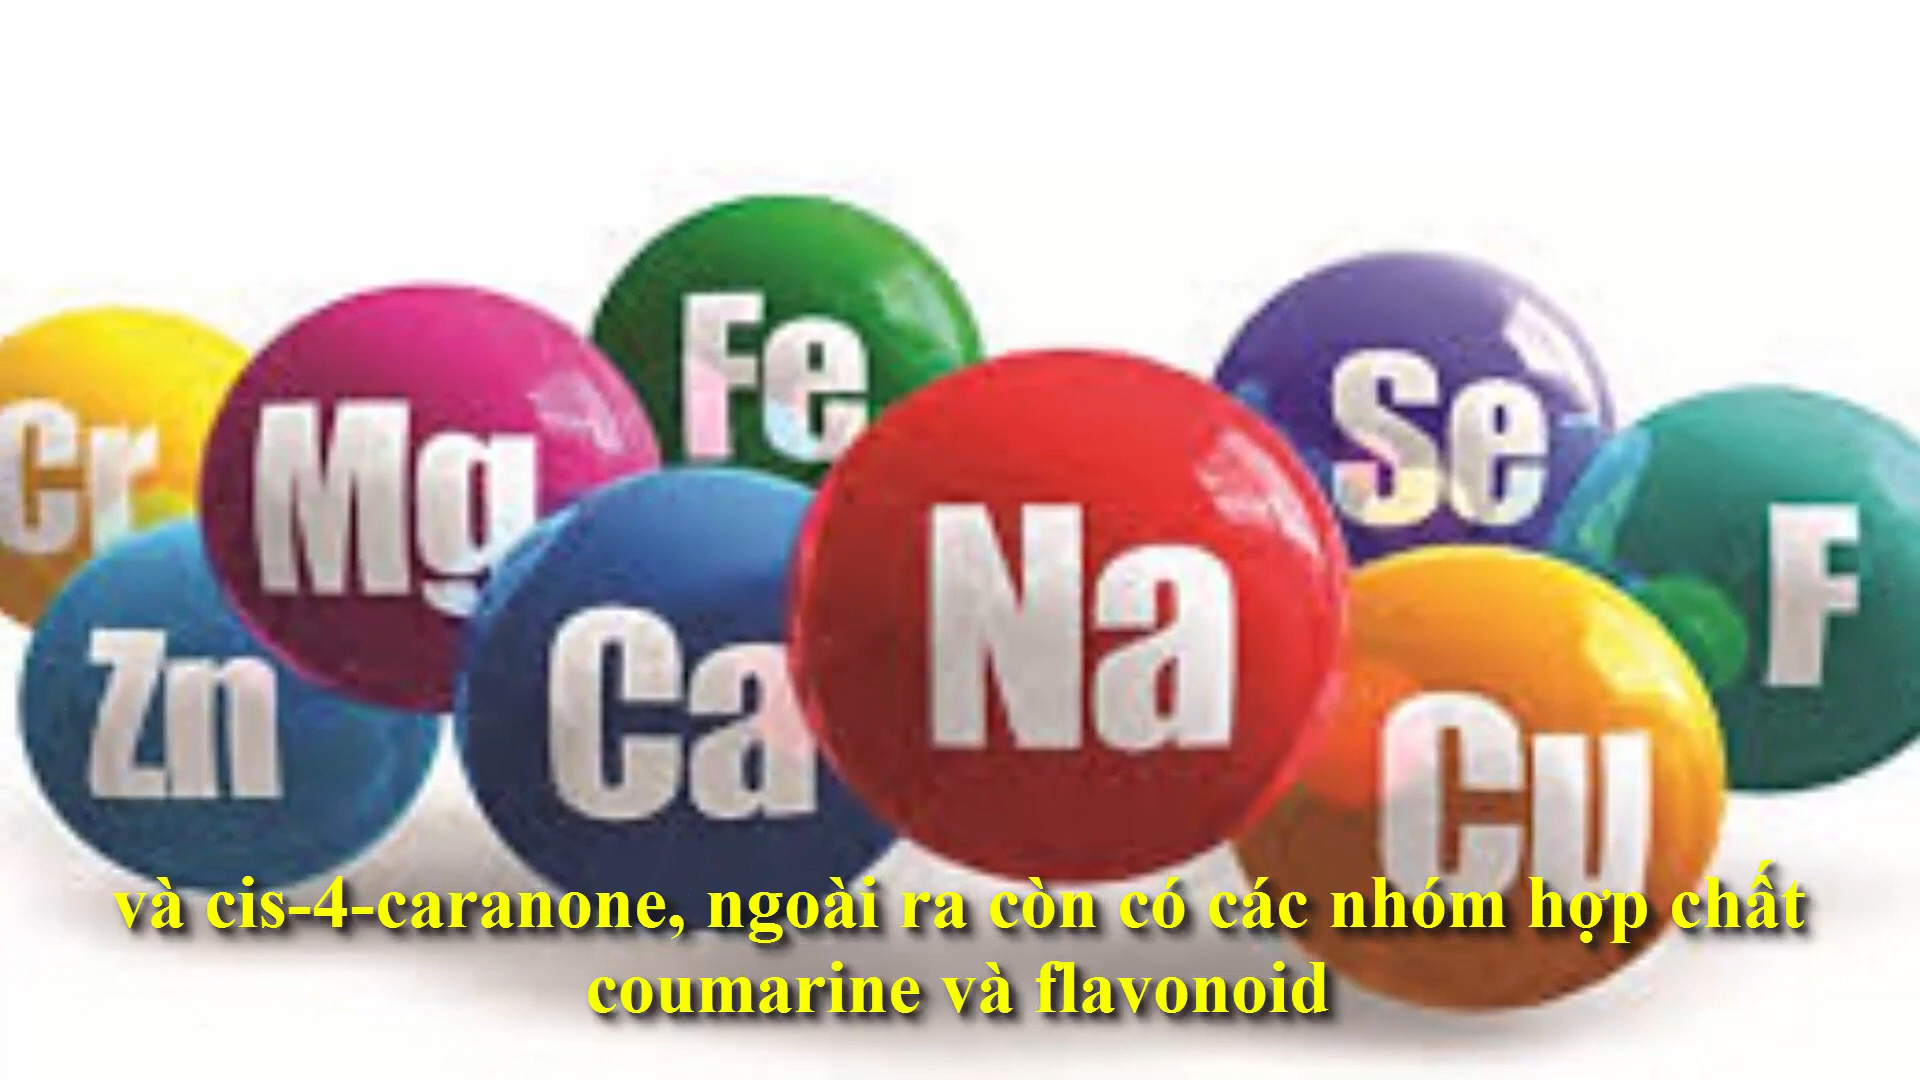 Fe
Se
Cr
Mg
F
Na
Zn
Ca
Cu
và cis-4-caranone, ngoài ra còn có các nhóm hợp chất
coumarine và flavonoid